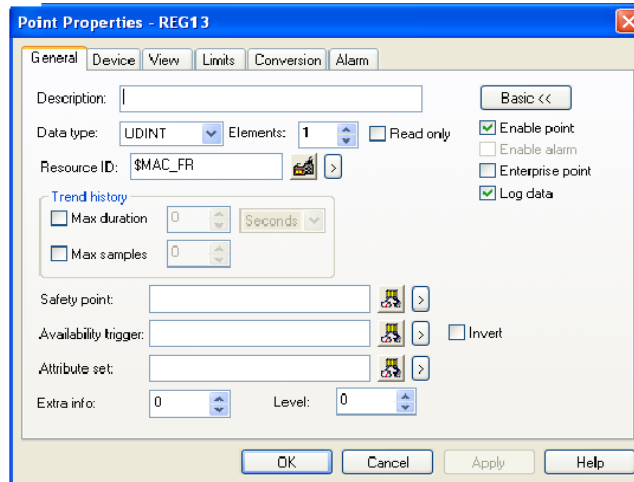 Point Properties - REG13
General Device View Limits Conversion Alarm
Description: Basic <<
Data type: UDINT Elements: 1 Read only Enable point
Enable alarm
Resource ID: $MAC_FR > Enterprise point
Trend history Log data
Max duration 0 Seconds
Max samples 0
Safety point: >
Availability trigger: > Invert
Attribute set: >
Extra info: 0 Level: 0
OK Cancel Apply Help